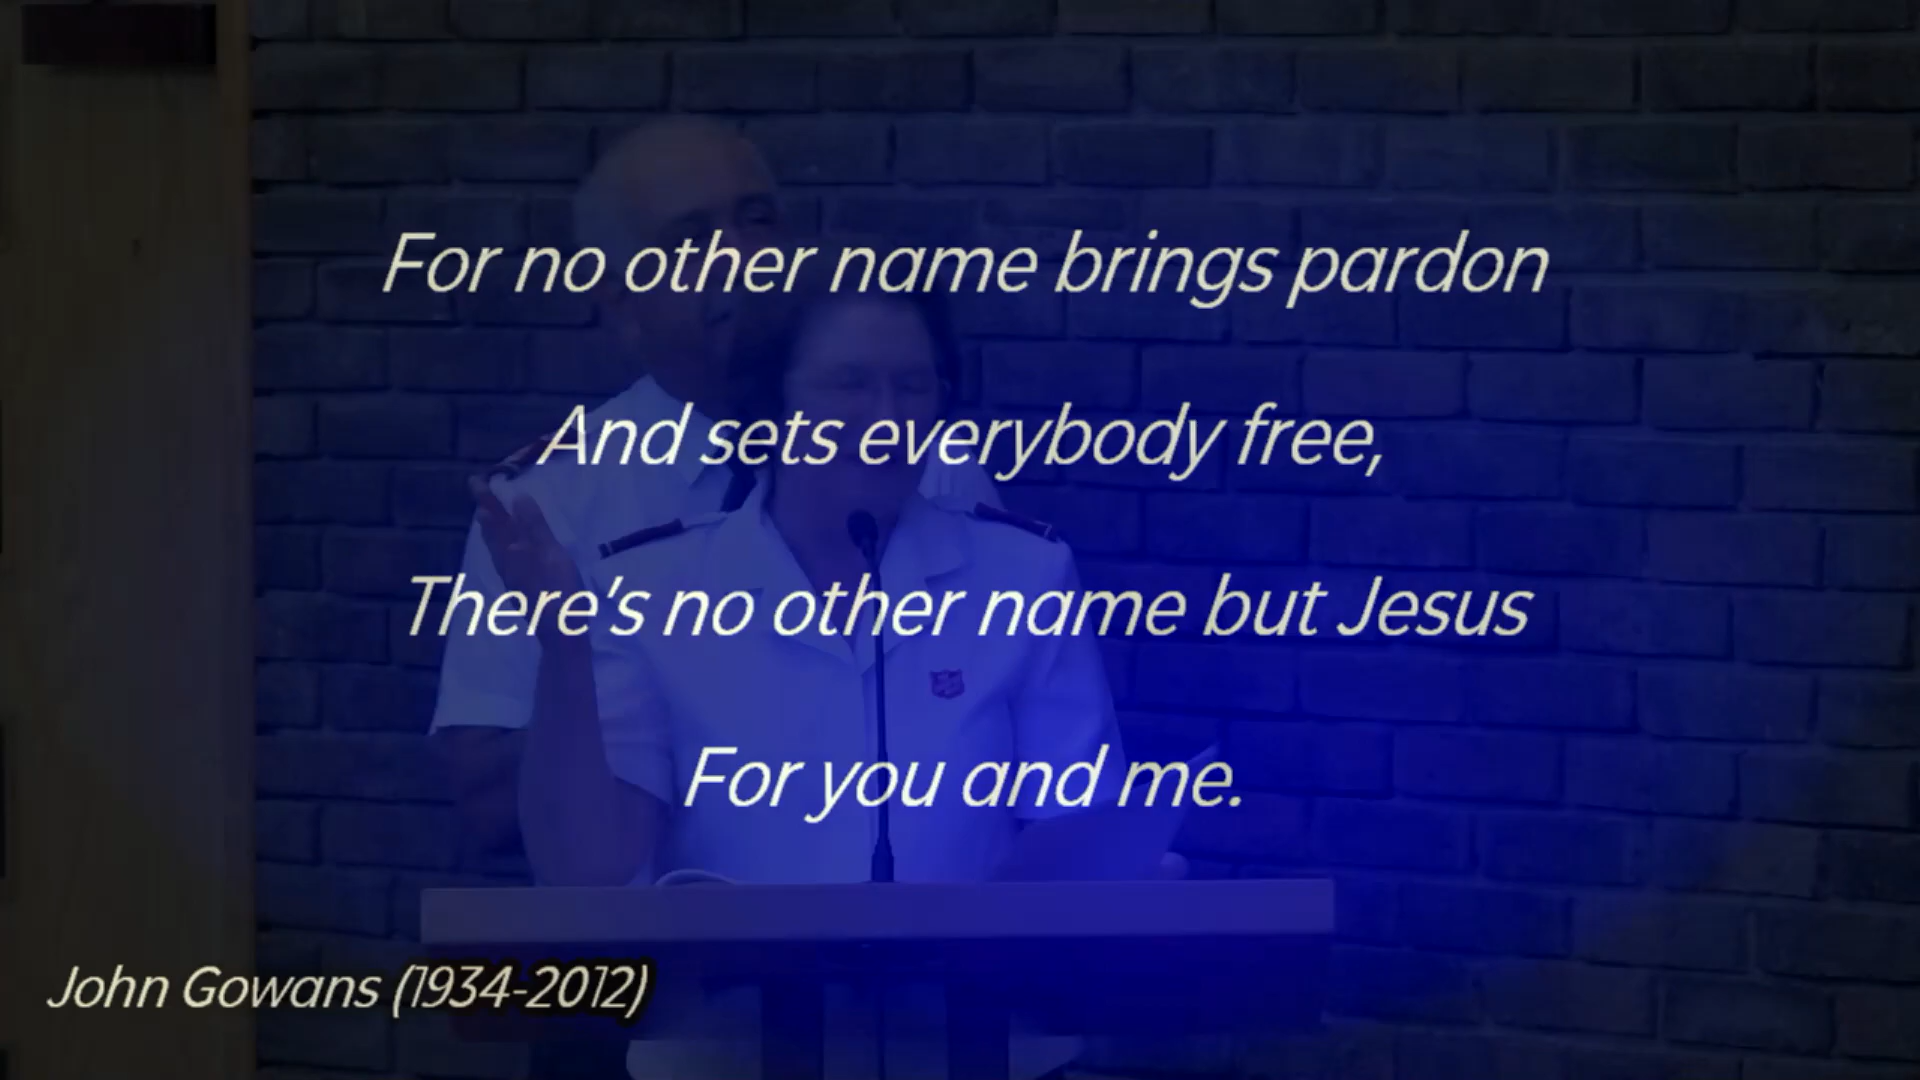 For no other name brings pardon
And sets everybody free,
There's no other name but Jesus
For you and me.
John Gowans (1934-2012)